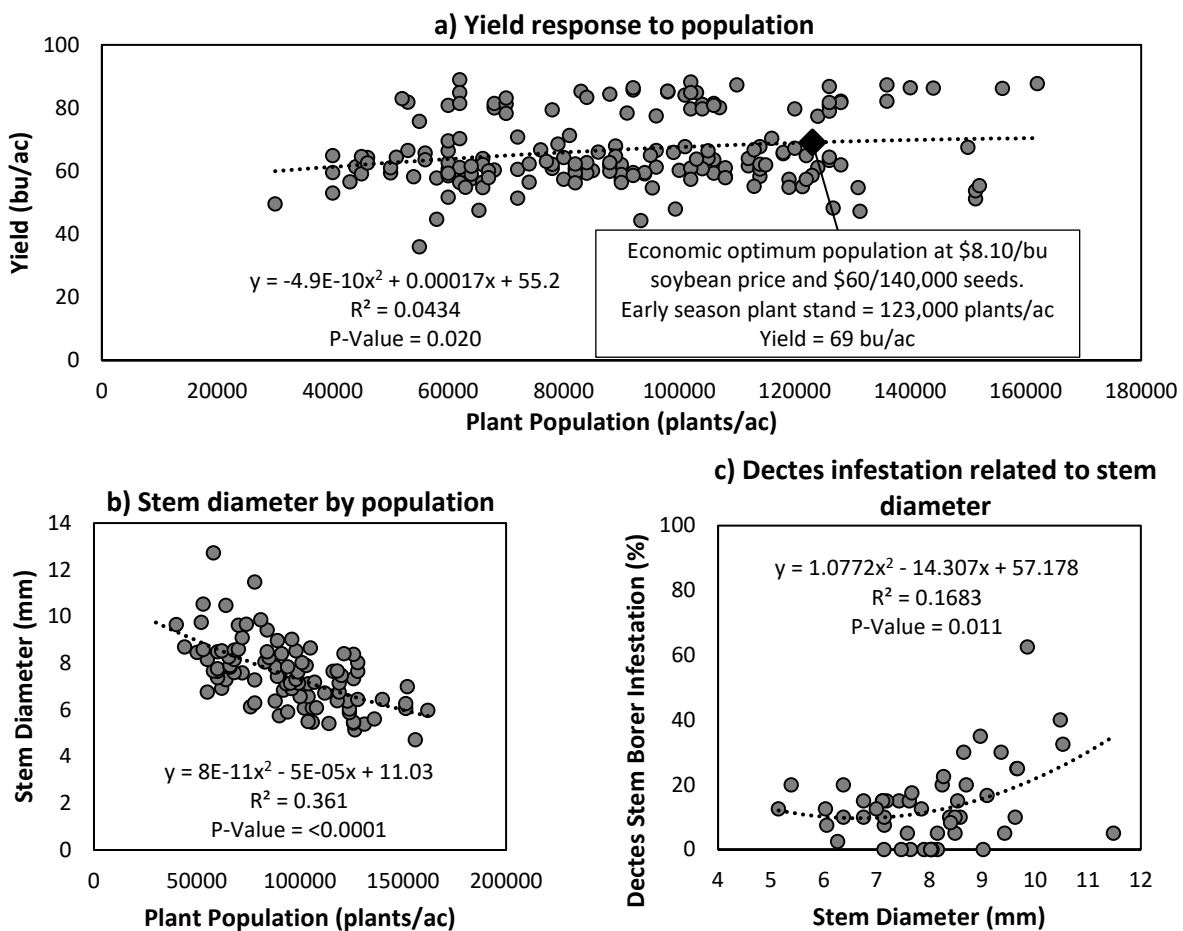 a) Yield response to population
Yield (bu/ac)
100
80
60
40
20
0
y = -4.9E-10x² + 0.00017x + 55.2
R² = 0.0434
P-Value = 0.020
Economic optimum population at $8.10/bu
soybean price and $60/140,000 seeds.
Early season plant stand = 123,000 plants/ac
Yield = 69 bu/ac
0 20000 40000 60000 80000 100000 120000 140000 160000 180000
Plant Population (plants/ac)
b) Stem diameter by population
Stem Diameter (mm)
14
12
10
8
6
4
2
0
y = 8E-11x² - 5E-05x + 11.03
R² = 0.361
P-Value = <0.0001
0 50000 100000 150000 200000
Plant Population (plants/ac)
c) Dectes infestation related to stem
diameter
Dectes Stem Borer Infestation (%)
100
80
60
40
20
0
y = 1.0772x² - 14.307x + 57.178
R² = 0.1683
P-Value = 0.011
4 5 6 7 8 9 10 11 12
Stem Diameter (mm)